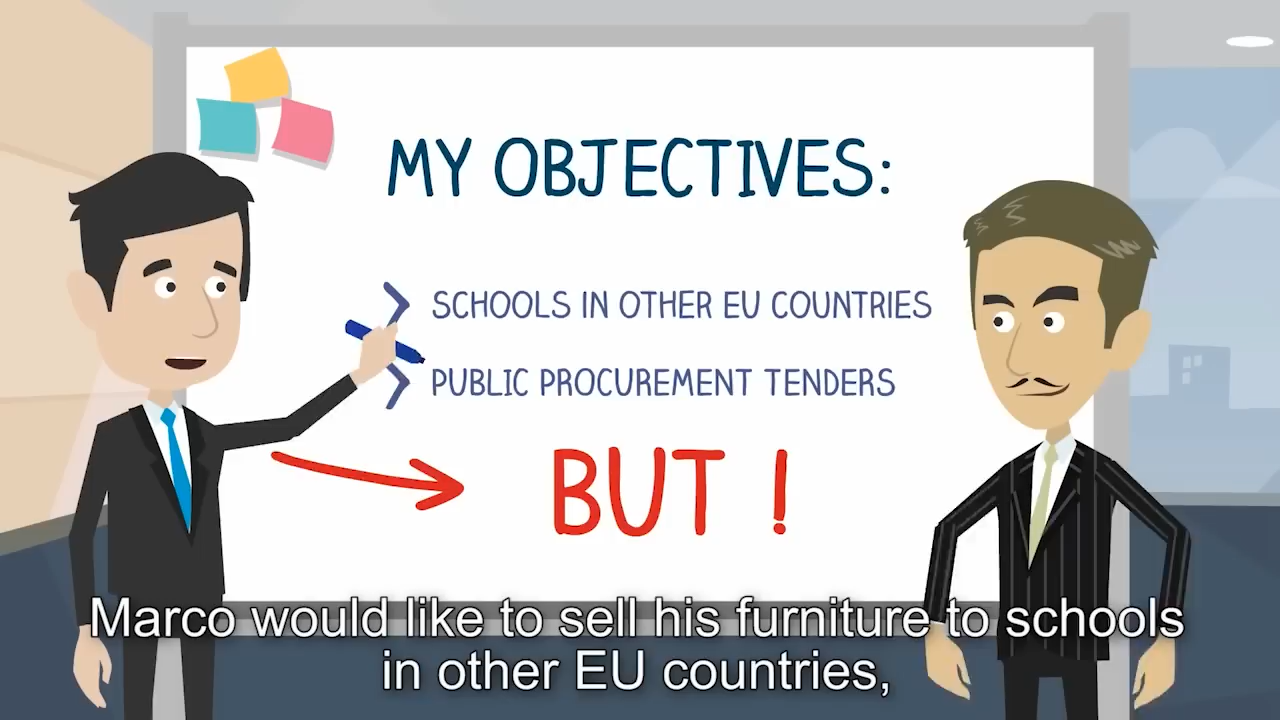 MY OBJECTIVES:
SCHOOLS IN OTHER EU COUNTRIES
PUBLIC PROCUREMENT TENDERS
BUT !
Marco would like to sell his furniture to schools
in other EU countries,